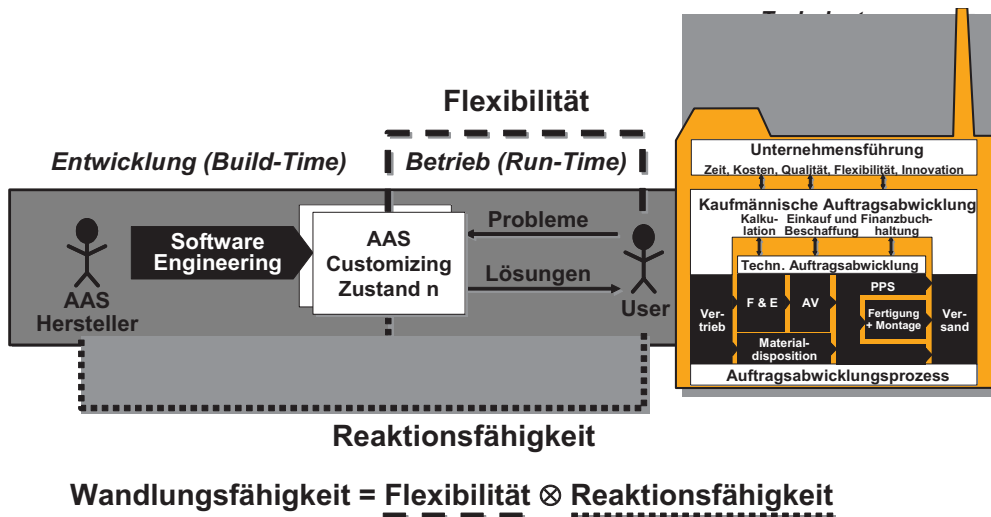 Flexibilität
Entwicklung (Build-Time)
Betrieb (Run-Time)
AAS
Hersteller
Software
Engineering
AAS
Customizing
Zustand n
Probleme
Lösungen
User
Reaktionsfähigkeit
Unternehmensführung
Zeit, Kosten, Qualität, Flexibilität, Innovation
Kaufmännische Auftragsabwicklung
Kalku-
lation
Einkauf und
Beschaffung
Finanzbuch-
haltung
Techn. Auftragsabwicklung
Ver-
trieb
F & E
AV
PPS
Fertigung
+ Montage
Ver-
sand
Material-
disposition
Auftragsabwicklungsprozess
Wandlungsfähigkeit = Flexibilität ⊗ Reaktionsfähigkeit